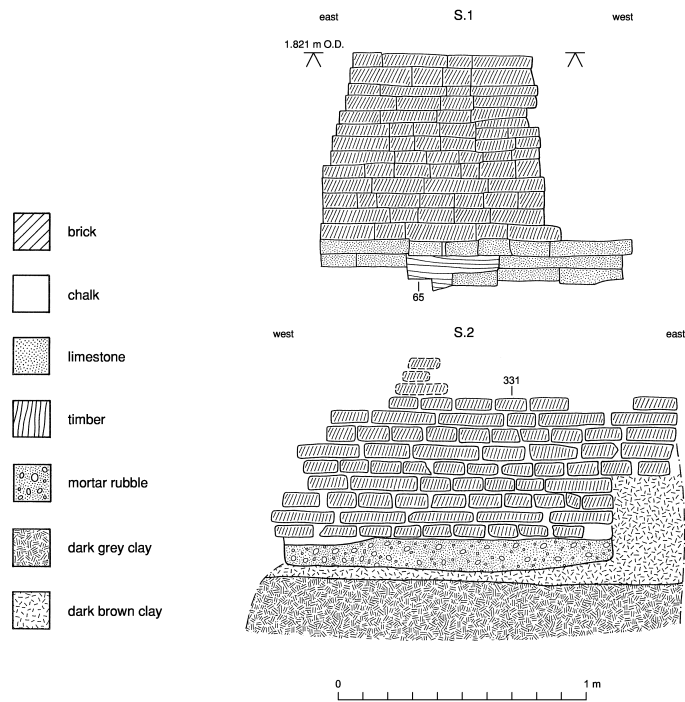 S.1
east west
1.821 m O.D.
65
brick
chalk
limestone
timber
mortar rubble
dark grey clay
dark brown clay
S.2
west east
331
0 1 m